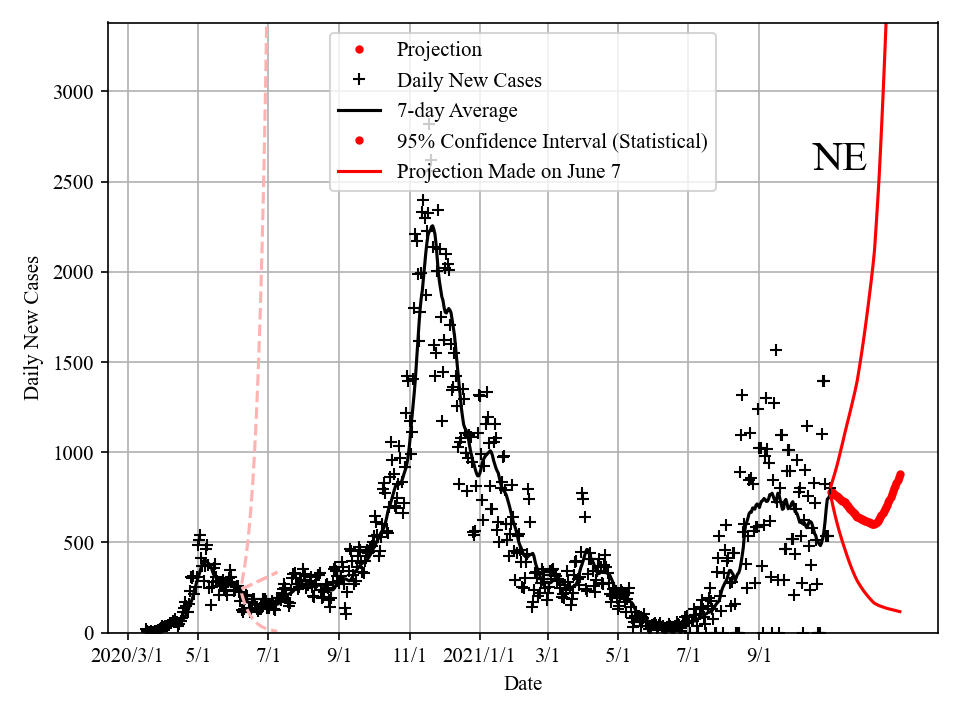 Projection
Daily New Cases
7-day Average
95% Confidence Interval (Statistical)
Projection Made on June 7
NE
3000
2500
2000
1500
1000
500
0
Daily New Cases
2020/3/1 5/1 7/1 9/1 11/1 2021/1/1 3/1 5/1 7/1 9/1
Date